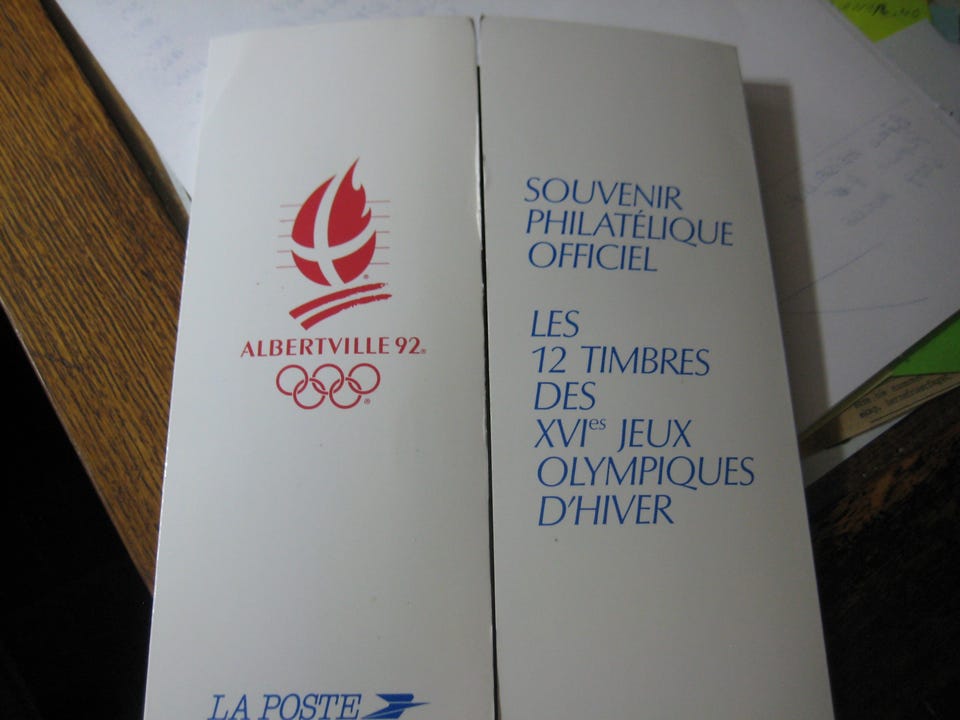 ALBERTVILLE 92
LA POSTE
SOUVENIR
PHILATÉLIQUE
OFFICIEL
LES
12 TIMBRES
DES
XVIes JEUX
OLYMPIQUES
D'HIVER